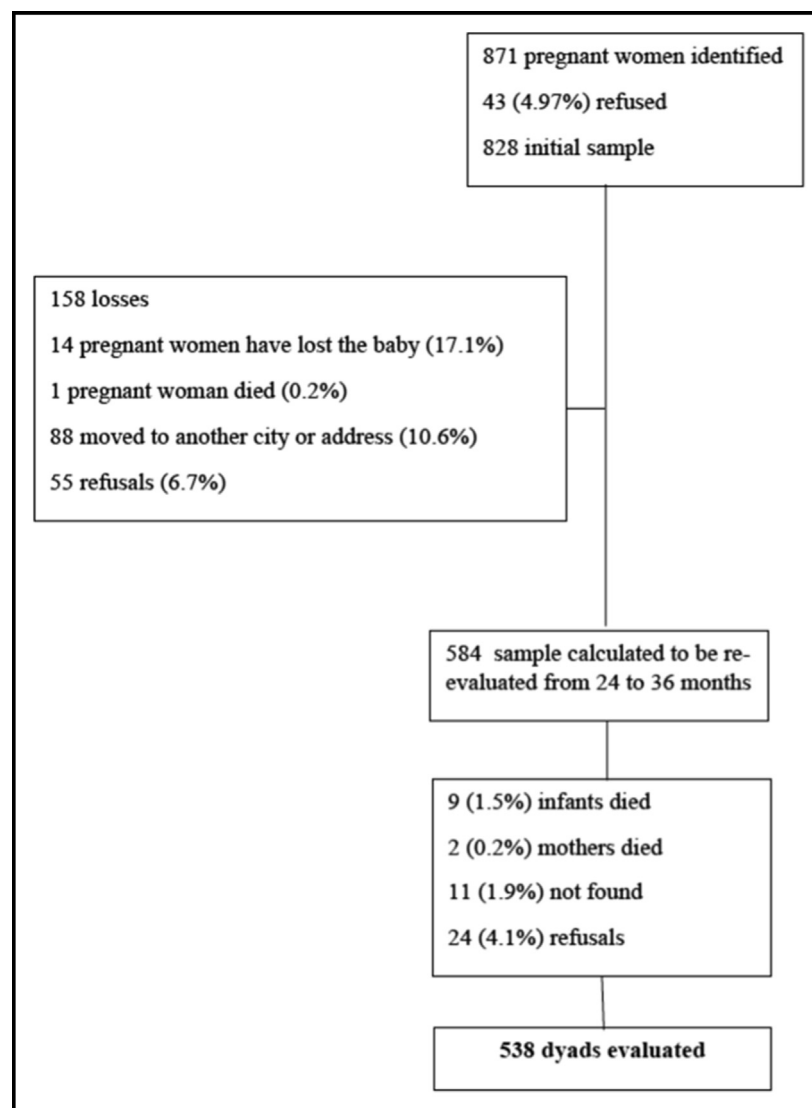 871 pregnant women identified
43 (4.97%) refused
828 initial sample
158 losses
14 pregnant women have lost the baby (17.1%)
1 pregnant woman died (0.2%)
88 moved to another city or address (10.6%)
55 refusals (6.7%)
584 sample calculated to be re-
evaluated from 24 to 36 months
9 (1.5%) infants died
2 (0.2%) mothers died
11 (1.9%) not found
24 (4.1%) refusals
538 dyads evaluated